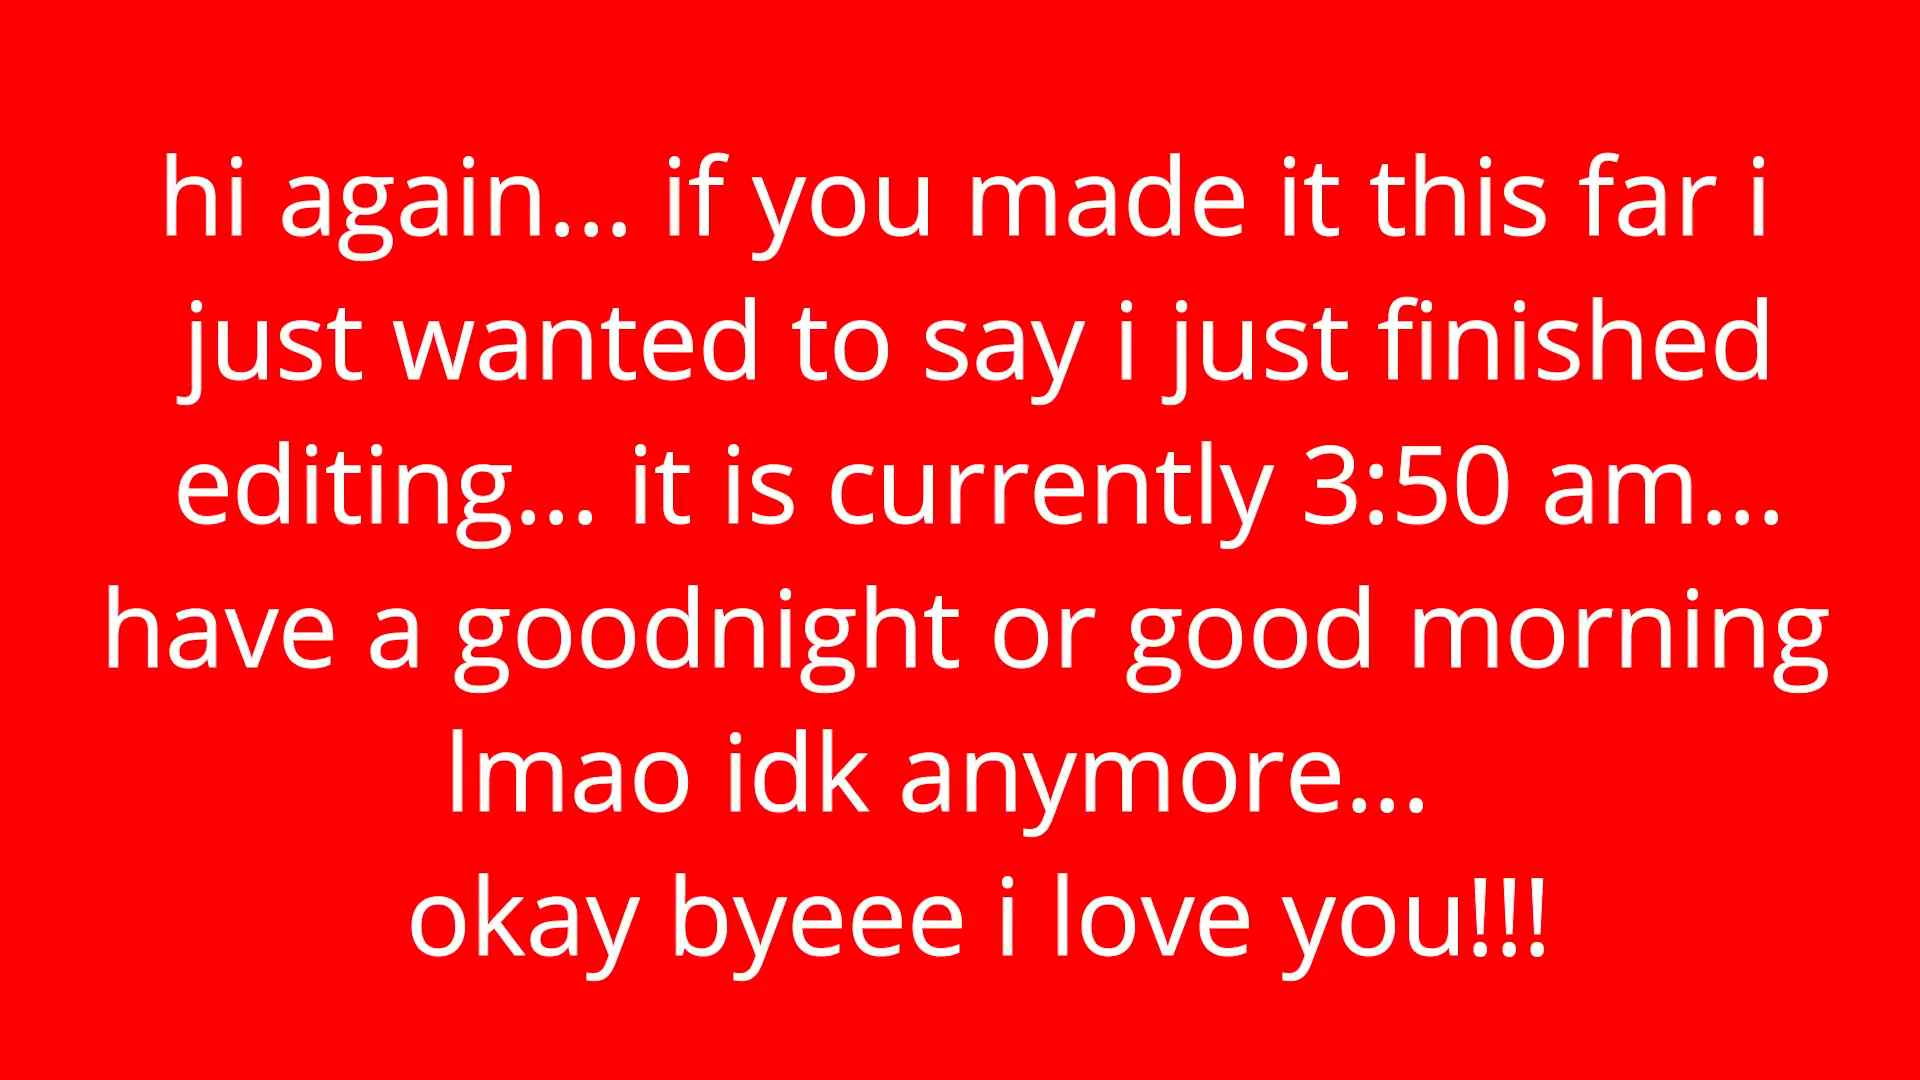 hi again... if you made it this far i
just wanted to say i just finished
editing... it is currently 3:50 am...
have a goodnight or good morning
lmao idk anymore...
okay byeee i love you!!!